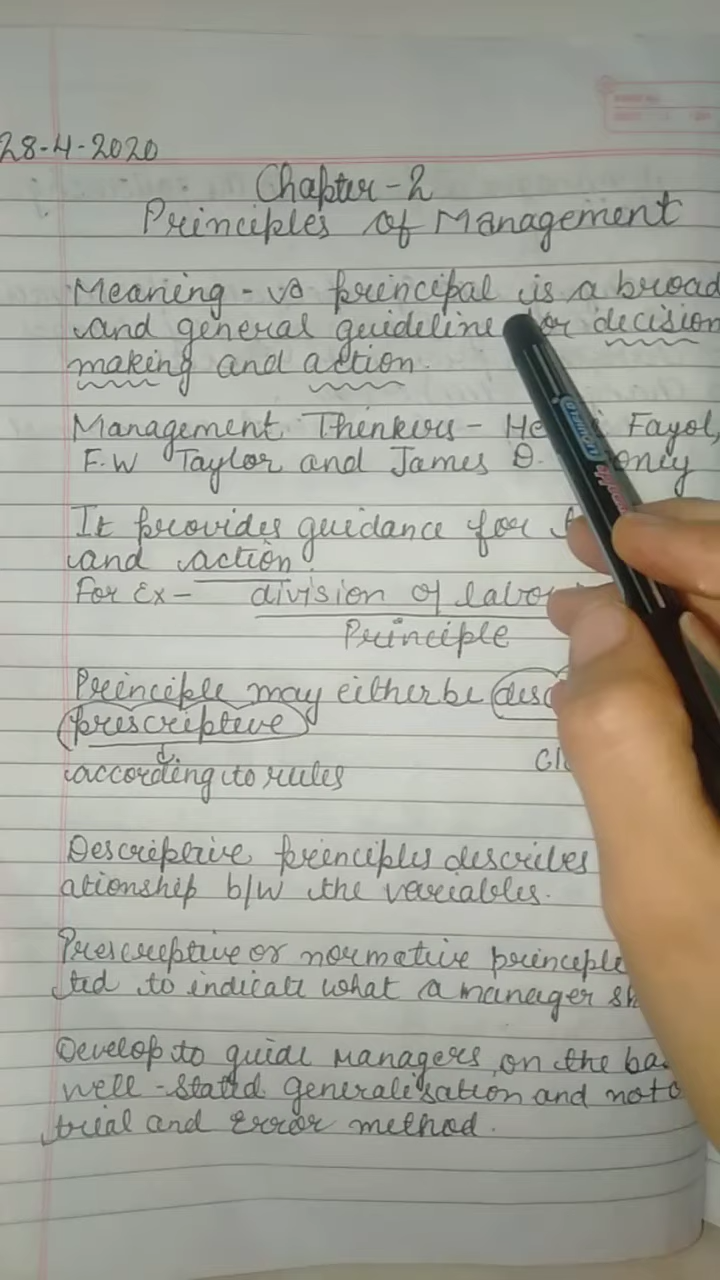 28-4-2020
Chapter-2
Principles of Management
Meaning - principal is a broad
and general guideline for decision
making and action.
Management Thinkers - Fayol,
F.W Taylor and James D.
It provides guidance for
and action.
For Ex- division of
Principle
Principle may either be
prescriptive
according to rules
Descriptive principles describes
ationship b/w the variables.
Prescreptive or normative principle
ted to indicate what a manager
Develop to guide managers on the
well-stated generalisation and not
trial and Error method.